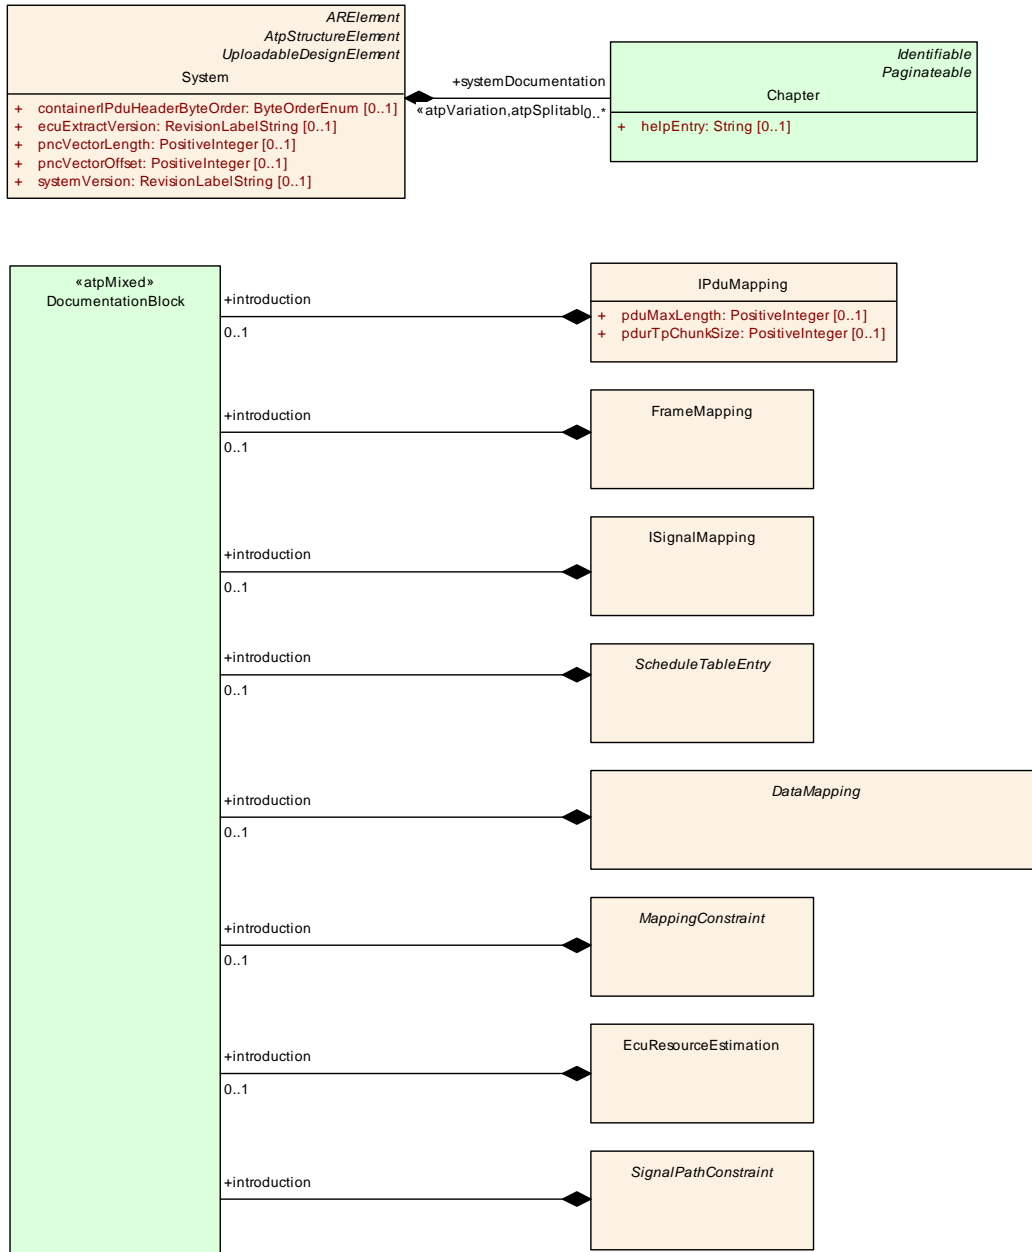 ARElement
AtpStructureElement
UploadableDesignElement
System
+ containerIPduHeaderByteOrder: ByteOrderEnum [0..1]
+ ecuExtractVersion: RevisionLabelString [0..1]
+ pncVectorLength: PositiveInteger [0..1]
+ pncVectorOffset: PositiveInteger [0..1]
+ systemVersion: RevisionLabelString [0..1]
+systemDocumentation
«atpVariation,atpSplitabl 0..*
Identifiable
Paginateable
Chapter
+ helpEntry: String [0..1]
«atpMixed»
DocumentationBlock
+introduction
0..1
IPduMapping
+ pduMaxLength: PositiveInteger [0..1]
+ pdurTpChunkSize: PositiveInteger [0..1]
+introduction
0..1
FrameMapping
+introduction
0..1
ISignalMapping
+introduction
0..1
ScheduleTableEntry
+introduction
0..1
DataMapping
+introduction
0..1
MappingConstraint
+introduction
0..1
EcuResourceEstimation
+introduction
SignalPathConstraint